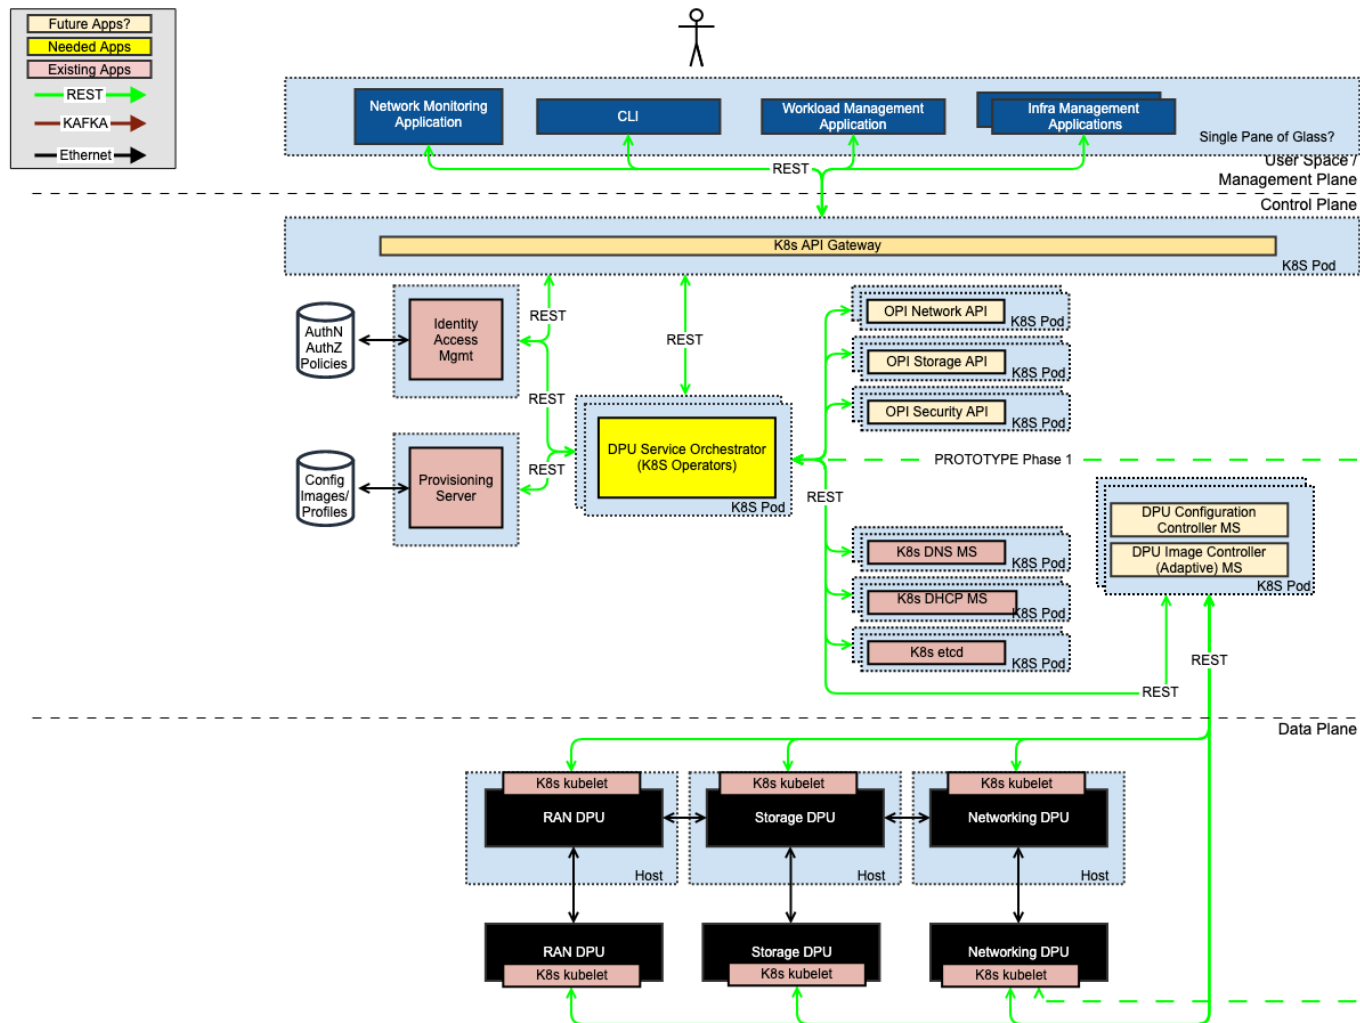 Future Apps?
Needed Apps
Existing Apps
REST
KAFKA
Ethernet
Network Monitoring
Application
CLI
Workload Management
Application
Infra Management
Applications
Single Pane of Glass?
REST
User Space /
Management Plane
Control Plane
K8s API Gateway
K8S Pod
AuthN
AuthZ
Policies
Identity
Access
Mgmt
REST
REST
REST
REST
Config
Images/
Profiles
Provisioning
Server
DPU Service Orchestrator
(K8S Operators)
K8S Pod
OPI Network API
K8S Pod
OPI Storage API
K8S Pod
OPI Security API
K8S Pod
PROTOTYPE Phase 1
REST
K8s DNS MS
K8S Pod
K8s DHCP MS
K8S Pod
K8s etcd
K8S Pod
DPU Configuration
Controller MS
DPU Image Controller
(Adaptive) MS
K8S Pod
REST
REST
Data Plane
K8s kubelet
RAN DPU
Host
K8s kubelet
Storage DPU
Host
K8s kubelet
Networking DPU
Host
RAN DPU
K8s kubelet
Storage DPU
K8s kubelet
Networking DPU
K8s kubelet